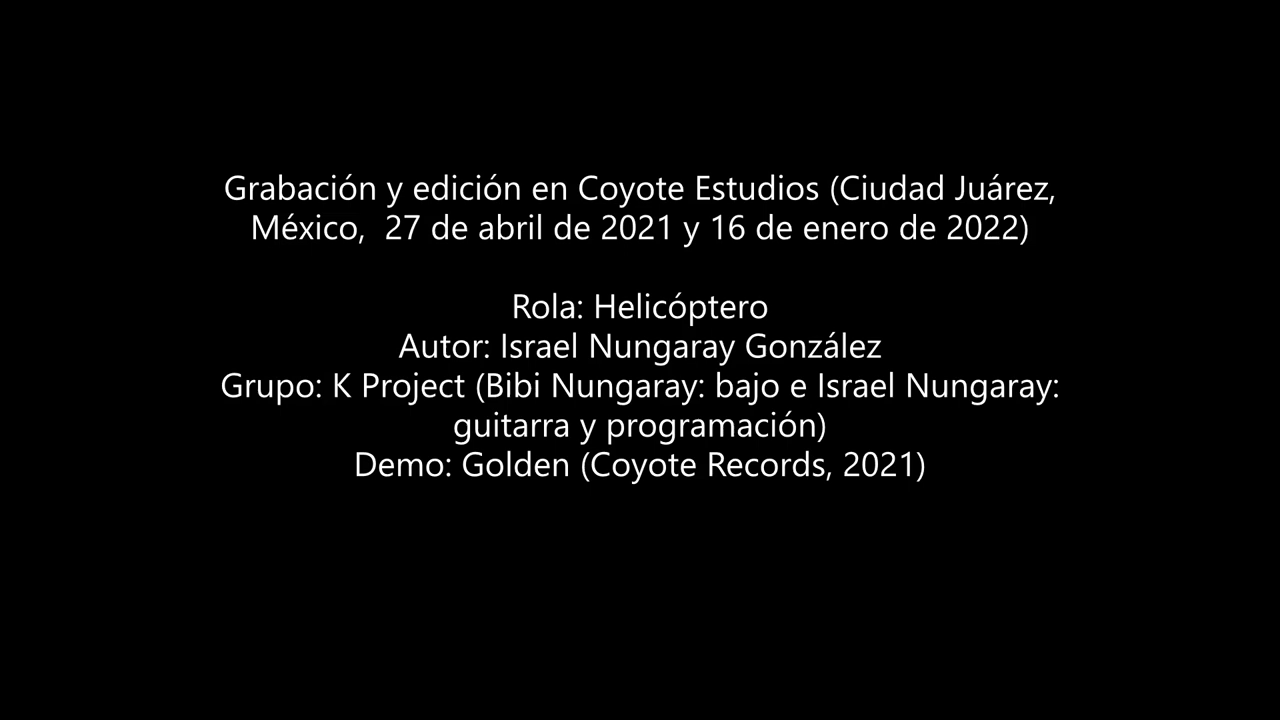 Grabación y edición en Coyote Estudios (Ciudad Juárez,
México,  27 de abril de 2021 y 16 de enero de 2022)
Rola: Helicóptero
Autor: Israel Nungaray González
Grupo: K Project (Bibi Nungaray: bajo e Israel Nungaray:
guitarra y programación)
Demo: Golden (Coyote Records, 2021)